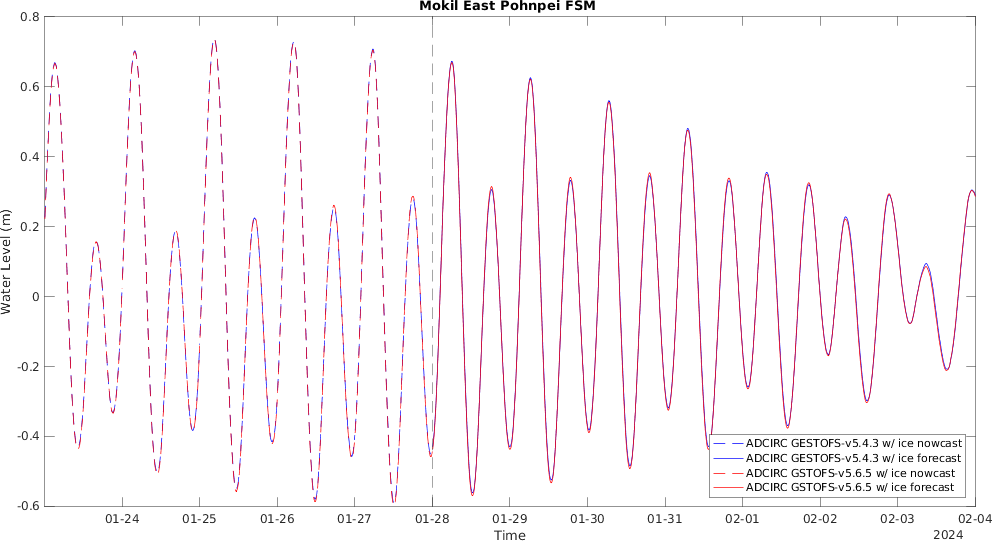 Mokil East Pohnpei FSM
Water Level (m)
0.8
0.6
0.4
0.2
0
-0.2
-0.4
-0.6
01-24 01-25 01-26 01-27 01-28 01-29 01-30 01-31 02-01 02-02 02-03 02-04
Time
2024
ADCIRC GESTOFS-v5.4.3 w/ ice nowcast
ADCIRC GESTOFS-v5.4.3 w/ ice forecast
ADCIRC GSTOFS-v5.6.5 w/ ice nowcast
ADCIRC GSTOFS-v5.6.5 w/ ice forecast